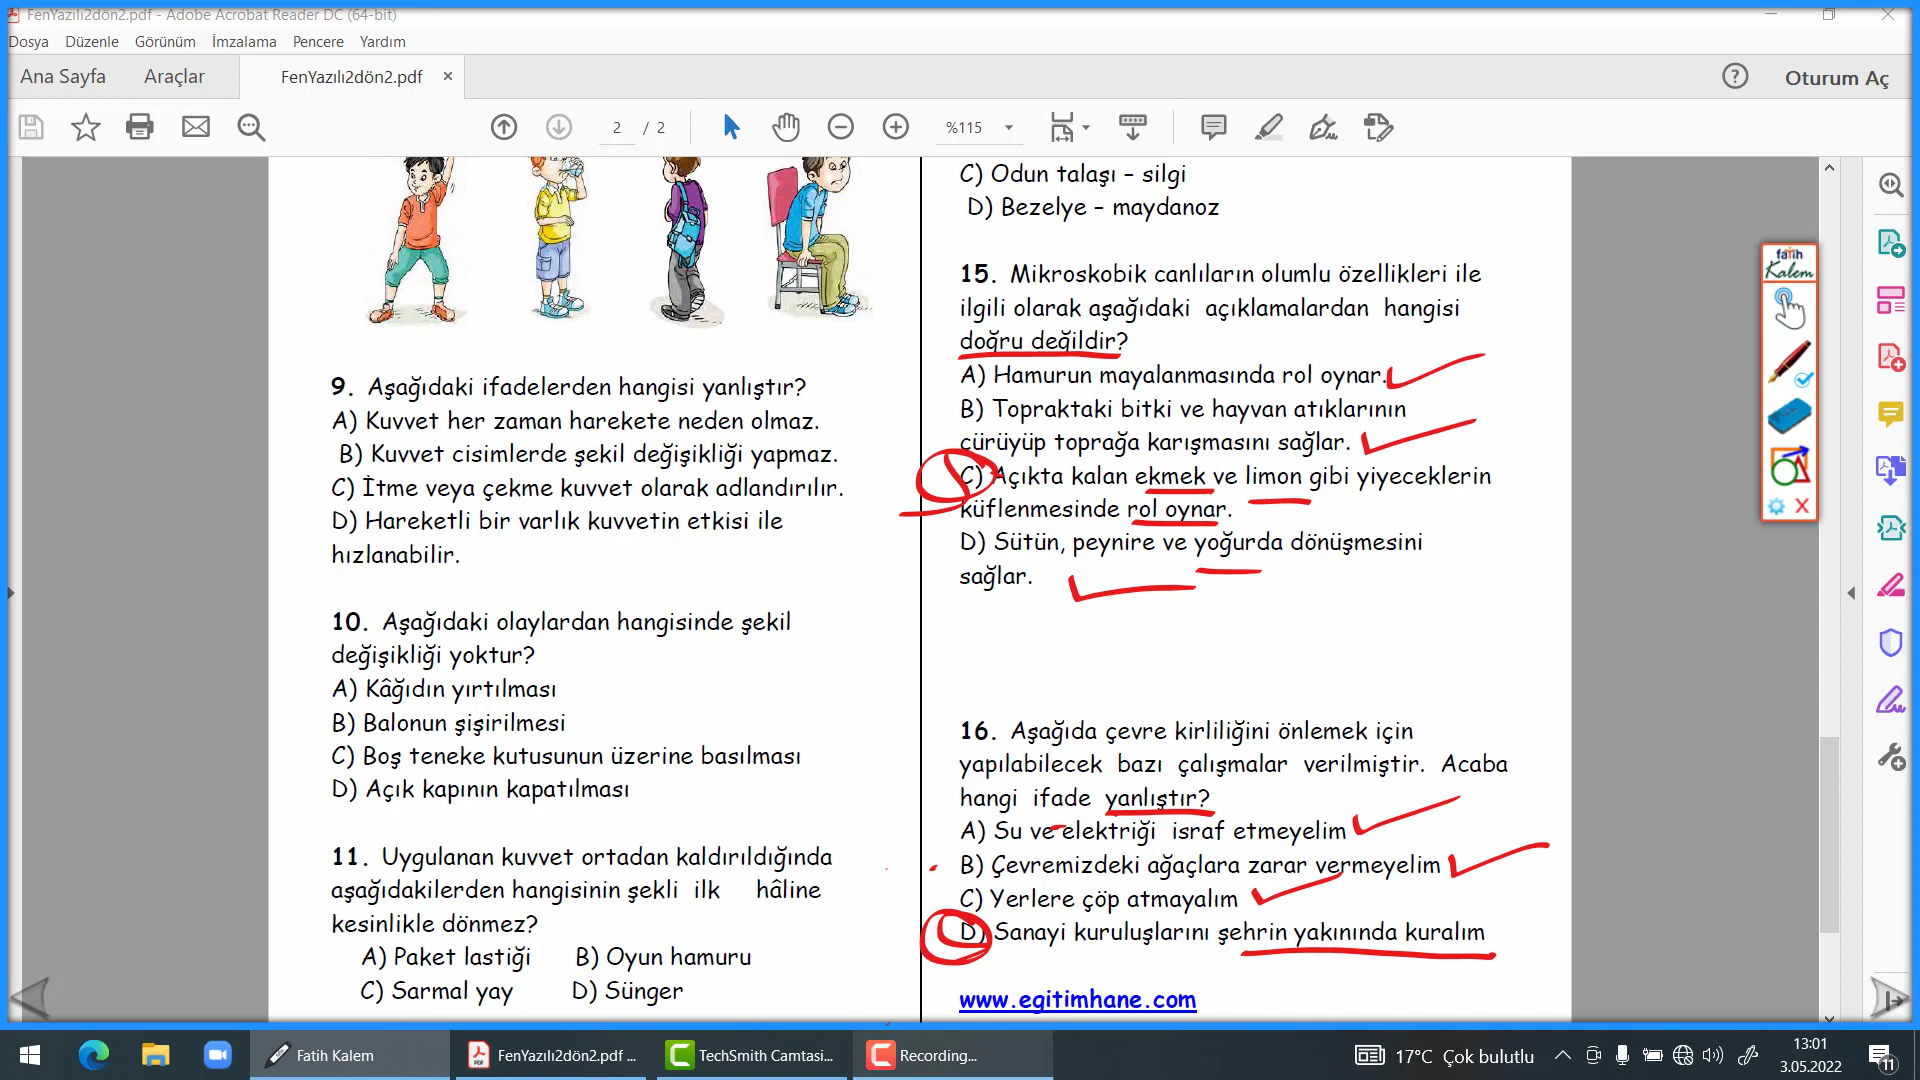 FenYazılı2dön2.pdf - Adobe Acrobat Reader DC (64-bit)
Dosya Düzenle Görünüm İmzalama Pencere Yardım
Ana Sayfa Araçlar FenYazılı2dön2.pdf × Oturum Aç
2 / 2 %115
9. Aşağıdaki ifadelerden hangisi yanlıştır?
A) Kuvvet her zaman harekete neden olmaz.
B) Kuvvet cisimlerde şekil değişikliği yapmaz.
C) İtme veya çekme kuvvet olarak adlandırılır.
D) Hareketli bir varlık kuvvetin etkisi ile
hızlanabilir.
10. Aşağıdaki olaylardan hangisinde şekil
değişikliği yoktur?
A) Kâğıdın yırtılması
B) Balonun şişirilmesi
C) Boş teneke kutusunun üzerine basılması
D) Açık kapının kapatılması
11. Uygulanan kuvvet ortadan kaldırıldığında
aşağıdakilerden hangisinin şekli ilk hâline
kesinlikle dönmez?
A) Paket lastiği B) Oyun hamuru
C) Sarmal yay D) Sünger
C) Odun talaşı – silgi
D) Bezelye – maydanoz
15. Mikroskobik canlıların olumlu özellikleri ile
ilgili olarak aşağıdaki açıklamalardan hangisi
doğru değildir?
A) Hamurun mayalanmasında rol oynar.
B) Topraktaki bitki ve hayvan atıklarının
çürüyüp toprağa karışmasını sağlar.
C) Açıkta kalan ekmek ve limon gibi yiyeceklerin
küflenmesinde rol oynar.
D) Sütün, peynire ve yoğurda dönüşmesini
sağlar.
16. Aşağıda çevre kirliliğini önlemek için
yapılabilecek bazı çalışmalar verilmiştir. Acaba
hangi ifade yanlıştır?
A) Su ve elektriği israf etmeyelim
B) Çevremizdeki ağaçlara zarar vermeyelim
C) Yerlere çöp atmayalım
D) Sanayi kuruluşlarını şehrin yakınında kuralım
www.egitimhane.com
fatih
Kalem
Fatih Kalem FenYazılı2dön2.pdf ... TechSmith Camtasi... Recording... 17°C Çok bulutlu 13:01
3.05.2022
11